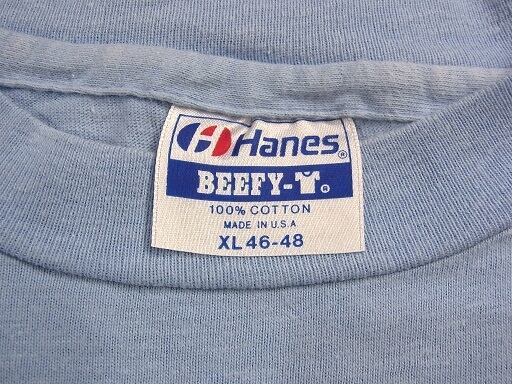 Hanes®
BEEFY-T®
100% COTTON
MADE IN U.S.A
XL 46-48